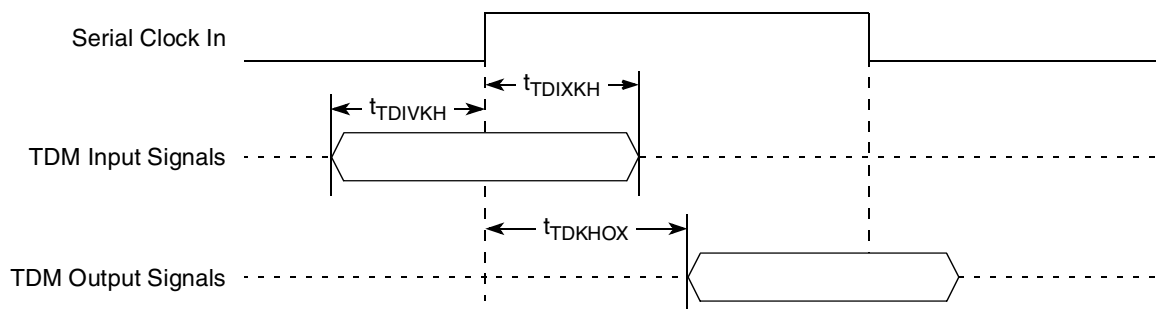 Serial Clock In
tTDIXKH
tTDIVKH
TDM Input Signals
tTDKHOX
TDM Output Signals